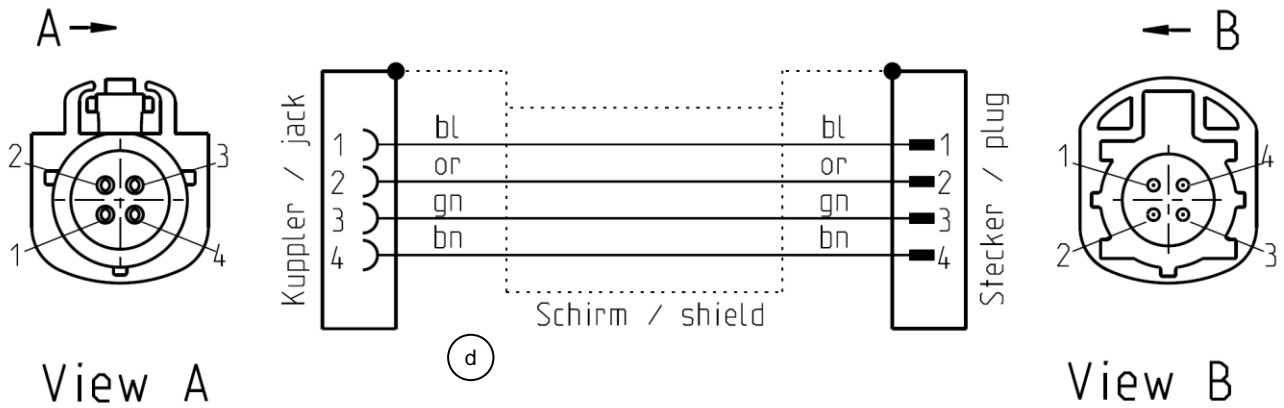 A
B
Kuppler / jack
Stecker / plug
1 bl bl 1
2 or or 2
3 gn gn 3
4 bn bn 4
2 3
1 4
1 4
2 3
Schirm / shield
d
View A
View B